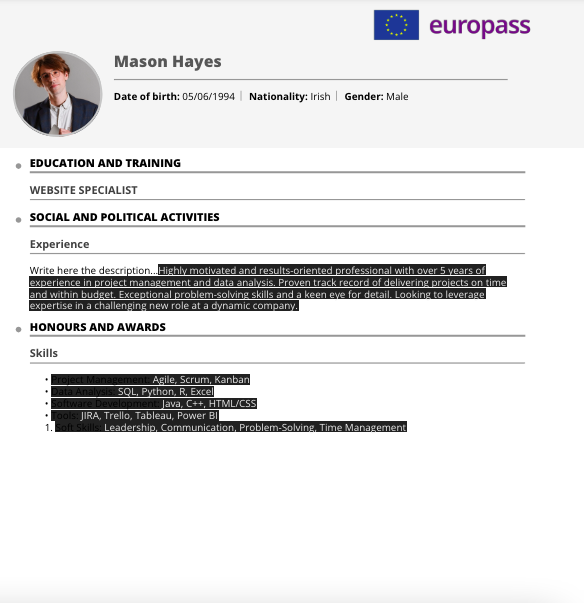 europass
Mason Hayes
Date of birth: 05/06/1994 | Nationality: Irish | Gender: Male
EDUCATION AND TRAINING
WEBSITE SPECIALIST
SOCIAL AND POLITICAL ACTIVITIES
Experience
Write here the description...Highly motivated and results-oriented professional with over 5 years of
experience in project management and data analysis. Proven track record of delivering projects on time
and within budget. Exceptional problem-solving skills and a keen eye for detail. Looking to leverage
expertise in a challenging new role at a dynamic company.
HONOURS AND AWARDS
Skills
• Project Management: Agile, Scrum, Kanban
• Data Analysis: SQL, Python, R, Excel
• Software Development: Java, C++, HTML/CSS
• Tools: JIRA, Trello, Tableau, Power BI
1. Soft Skills: Leadership, Communication, Problem-Solving, Time Management